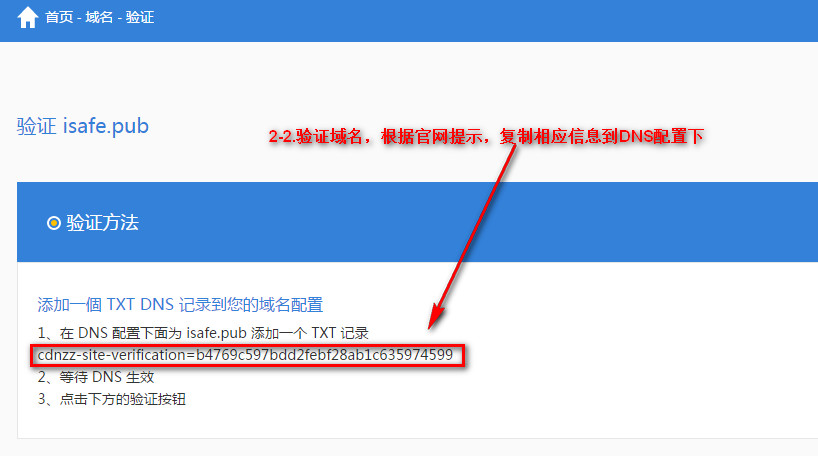 首页 - 域名 - 验证
验证 isafe.pub
2-2.验证域名，根据官网提示，复制相应信息到DNS配置下
验证方法
添加一個 TXT DNS 记录到您的域名配置
1、在 DNS 配置下面为 isafe.pub 添加一个 TXT 记录
cdnzz-site-verification=b4769c597bdd2febf28ab1c635974599
2、等待 DNS 生效
3、点击下方的验证按钮